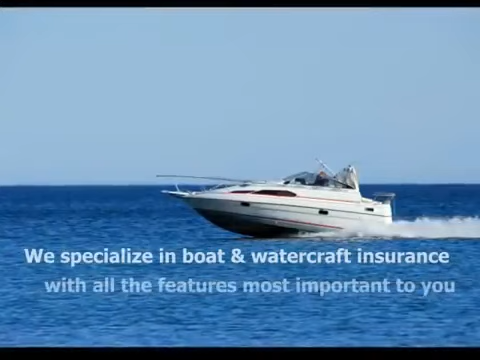 We specialize in boat & watercraft insurance
with all the features most important to you